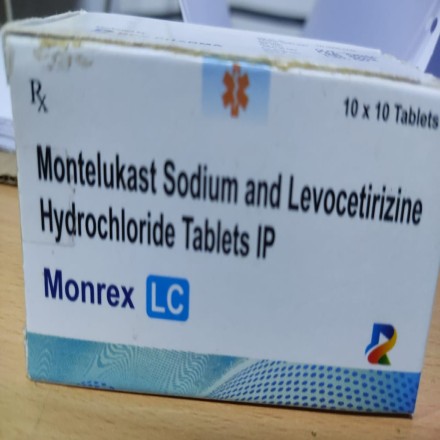 Rx
10 x 10 Tablets
Montelukast Sodium and Levocetirizine
Hydrochloride Tablets IP
Monrex LC